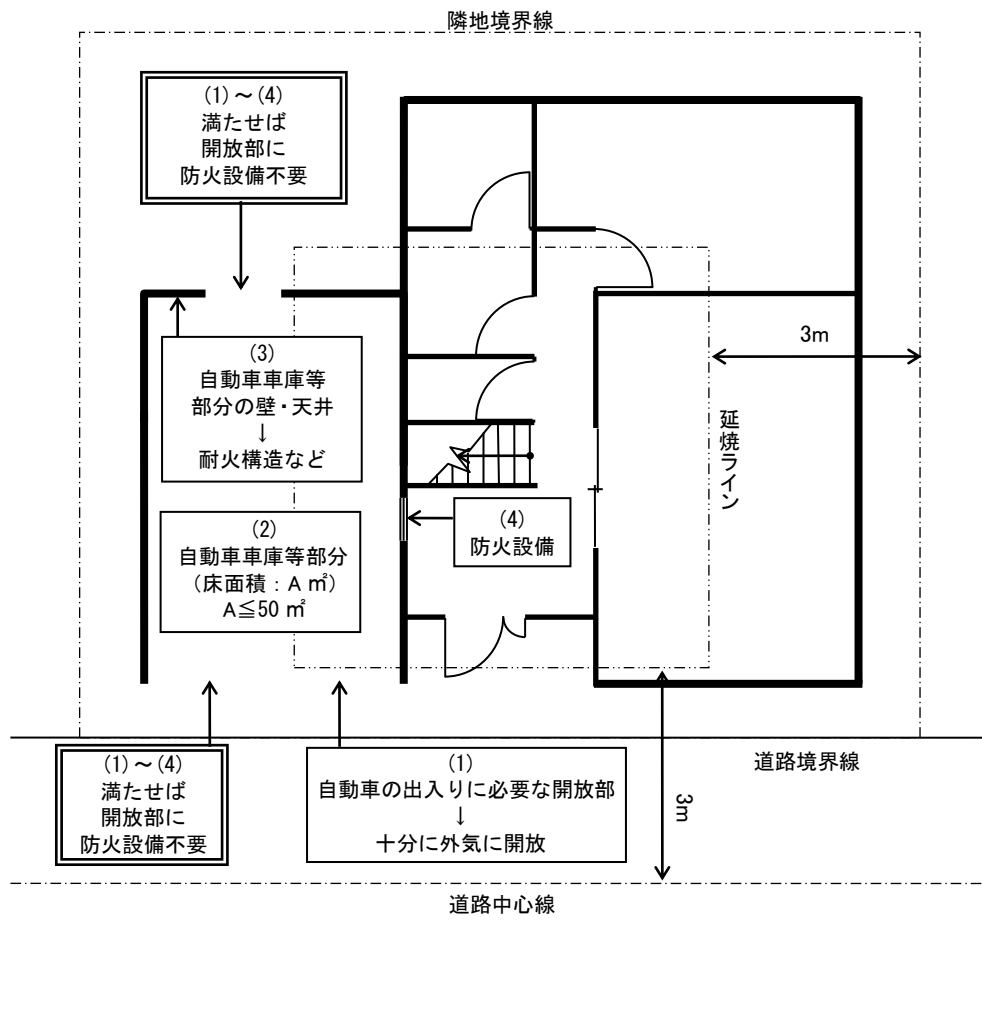 隣地境界線
(1)～(4)
満たせば
開放部に
防火設備不要
3m
(3)
自動車車庫等
部分の壁・天井
↓
耐火構造など
延焼ライン
(2)
自動車車庫等部分
（床面積：A ㎡）
A≦50 ㎡
(4)
防火設備
(1)～(4)
満たせば
開放部に
防火設備不要
(1)
自動車の出入りに必要な開放部
↓
十分に外気に開放
道路境界線
3m
道路中心線